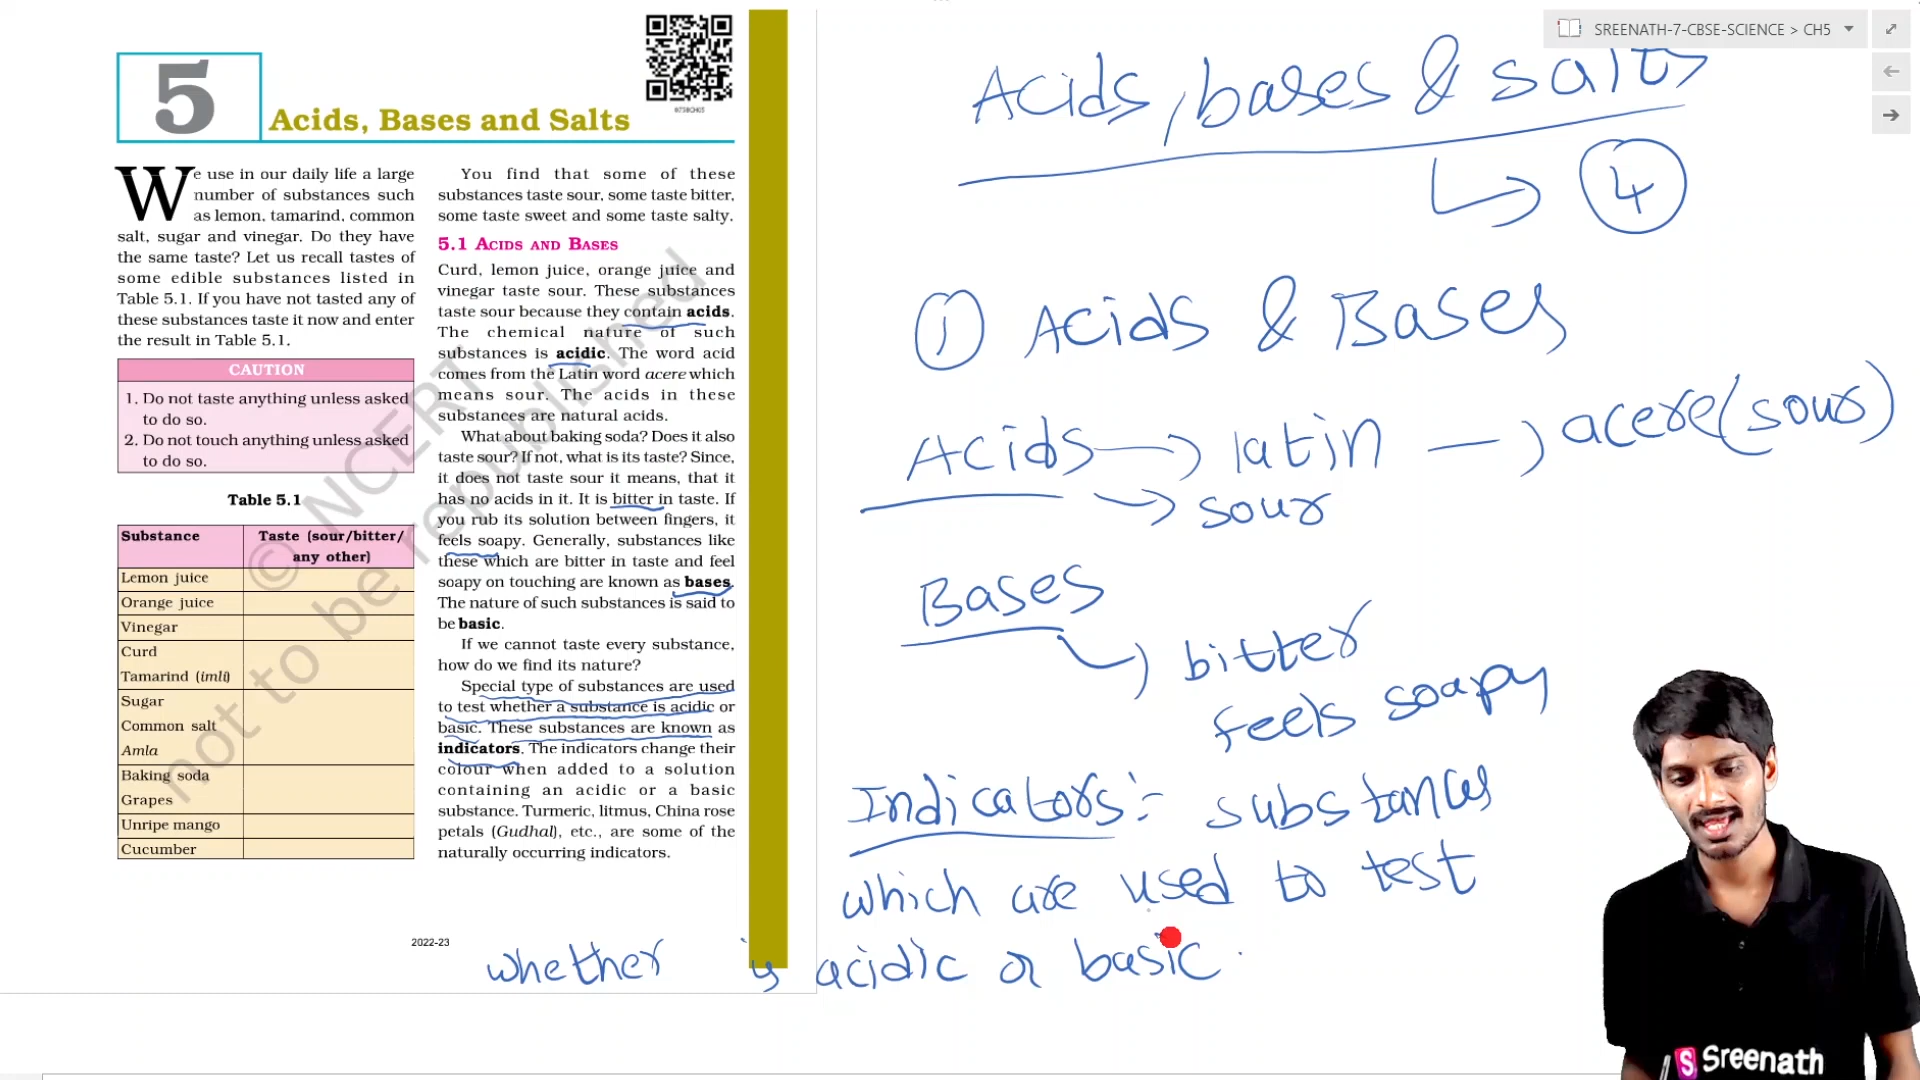 SREENATH-7-CBSE-SCIENCE > CH5
5
Acids, Bases and Salts
We use in our daily life a large
number of substances such
as lemon, tamarind, common
salt, sugar and vinegar. Do they have
the same taste? Let us recall tastes of
some edible substances listed in
Table 5.1. If you have not tasted any of
these substances taste it now and enter
the result in Table 5.1.
CAUTION
1. Do not taste anything unless asked
to do so.
2. Do not touch anything unless asked
to do so.
Table 5.1
Substance Taste (sour/bitter/
any other)
Lemon juice
Orange juice
Vinegar
Curd
Tamarind (imli)
Sugar
Common salt
Amla
Baking soda
Grapes
Unripe mango
Cucumber
You find that some of these
substances taste sour, some taste bitter,
some taste sweet and some taste salty.
5.1 ACIDS AND BASES
Curd, lemon juice, orange juice and
vinegar taste sour. These substances
taste sour because they contain acids.
The chemical nature of such
substances is acidic. The word acid
comes from the Latin word acere which
means sour. The acids in these
substances are natural acids.
What about baking soda? Does it also
taste sour? If not, what is its taste? Since,
it does not taste sour it means, that it
has no acids in it. It is bitter in taste. If
you rub its solution between fingers, it
feels soapy. Generally, substances like
these which are bitter in taste and feel
soapy on touching are known as bases.
The nature of such substances is said to
be basic.
If we cannot taste every substance,
how do we find its nature?
Special type of substances are used
to test whether a substance is acidic or
basic. These substances are known as
indicators. The indicators change their
colour when added to a solution
containing an acidic or a basic
substance. Turmeric, litmus, China rose
petals (Gudhal), etc., are some of the
naturally occurring indicators.
2022-23
© NCERT
not to be republished
Acids, bases & salts
4
1 Acids & Bases
Acids → latin → acere (sour)
→ sour
Bases
→ bitter
feels soapy
Indicators :- substances
which are used to test
whether is acidic or basic.
S Sreenath